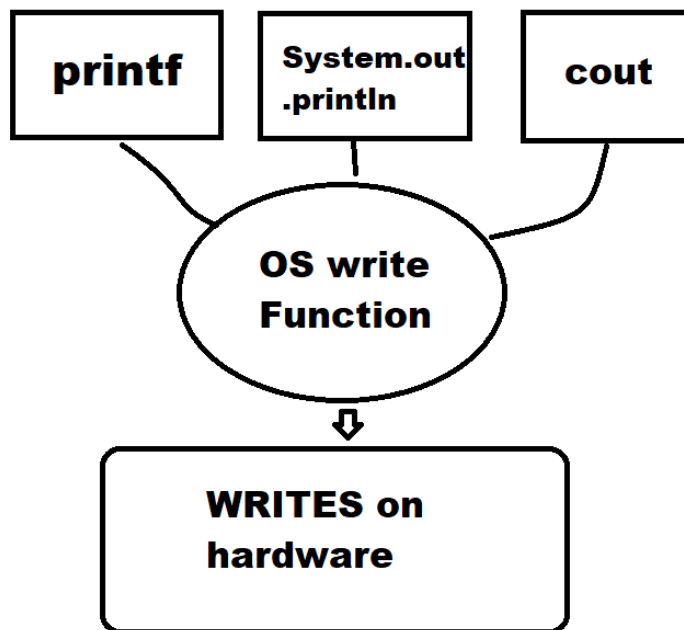 printf
System.out
.println
cout
OS write
Function
WRITES on
hardware